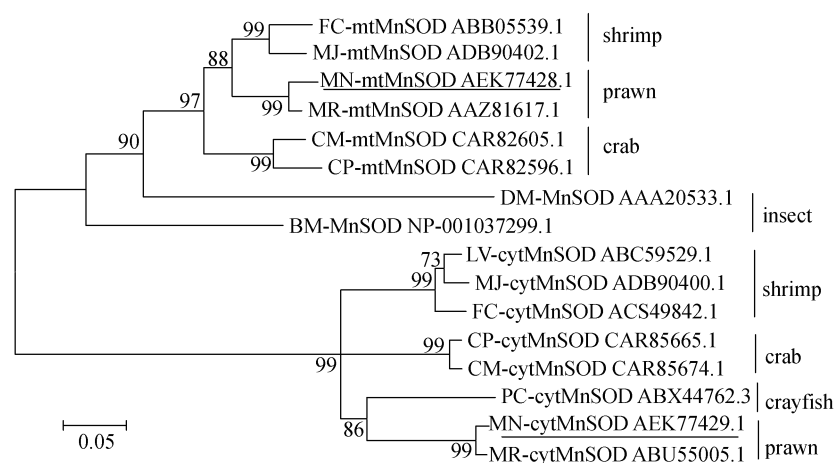 99 FC-mtMnSOD ABB05539.1
MJ-mtMnSOD ADB90402.1
shrimp
88
MN-mtMnSOD AEK77428.1
99 MR-mtMnSOD AAZ81617.1
prawn
97
90
CM-mtMnSOD CAR82605.1
99 CP-mtMnSOD CAR82596.1
crab
DM-MnSOD AAA20533.1
BM-MnSOD NP-001037299.1
insect
73 LV-cytMnSOD ABC59529.1
99 MJ-cytMnSOD ADB90400.1
FC-cytMnSOD ACS49842.1
shrimp
99 CP-cytMnSOD CAR85665.1
CM-cytMnSOD CAR85674.1
crab
99
PC-cytMnSOD ABX44762.3
crayfish
86
MN-cytMnSOD AEK77429.1
99 MR-cytMnSOD ABU55005.1
prawn
0.05